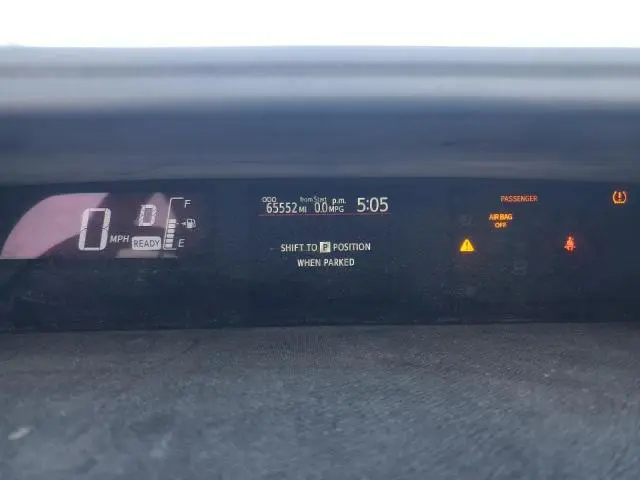 ODO from Start p.m.
65552 MI 0.0 MPG 5:05
0 MPH D READY F E
SHIFT TO P POSITION
WHEN PARKED
PASSENGER
AIR BAG
OFF